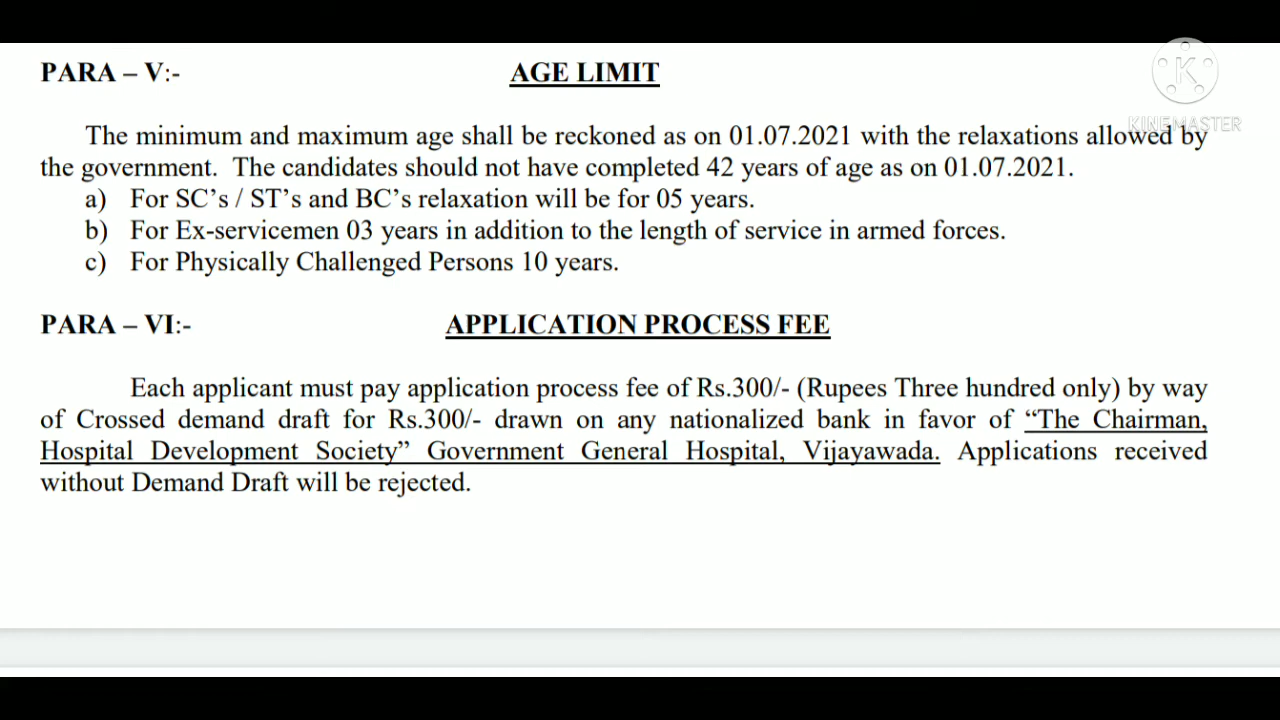 PARA – V:- AGE LIMIT
K
KINEMASTER
The minimum and maximum age shall be reckoned as on 01.07.2021 with the relaxations allowed by
the government. The candidates should not have completed 42 years of age as on 01.07.2021.
a) For SC’s / ST’s and BC’s relaxation will be for 05 years.
b) For Ex-servicemen 03 years in addition to the length of service in armed forces.
c) For Physically Challenged Persons 10 years.
PARA – VI:- APPLICATION PROCESS FEE
Each applicant must pay application process fee of Rs.300/- (Rupees Three hundred only) by way
of Crossed demand draft for Rs.300/- drawn on any nationalized bank in favor of “The Chairman,
Hospital Development Society” Government General Hospital, Vijayawada. Applications received
without Demand Draft will be rejected.